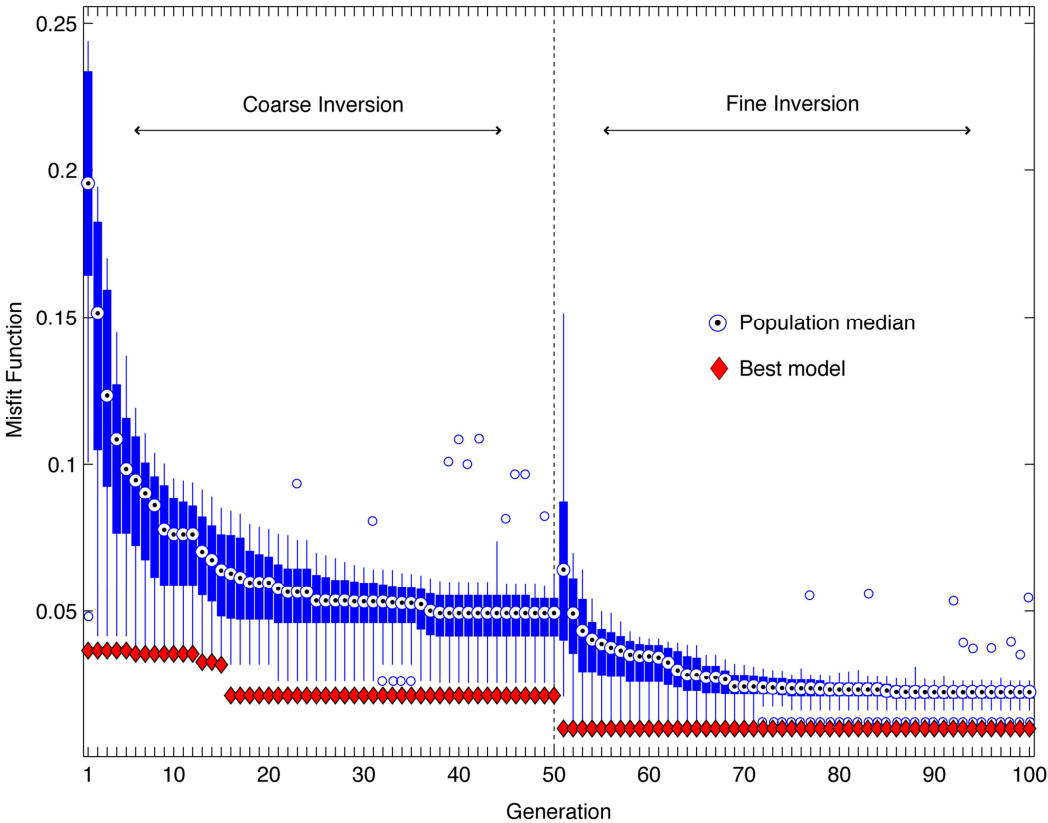 0.25
Coarse Inversion
Fine Inversion
0.2
0.15
Population median
Best model
Misfit Function
0.1
0.05
1 10 20 30 40 50 60 70 80 90 100
Generation